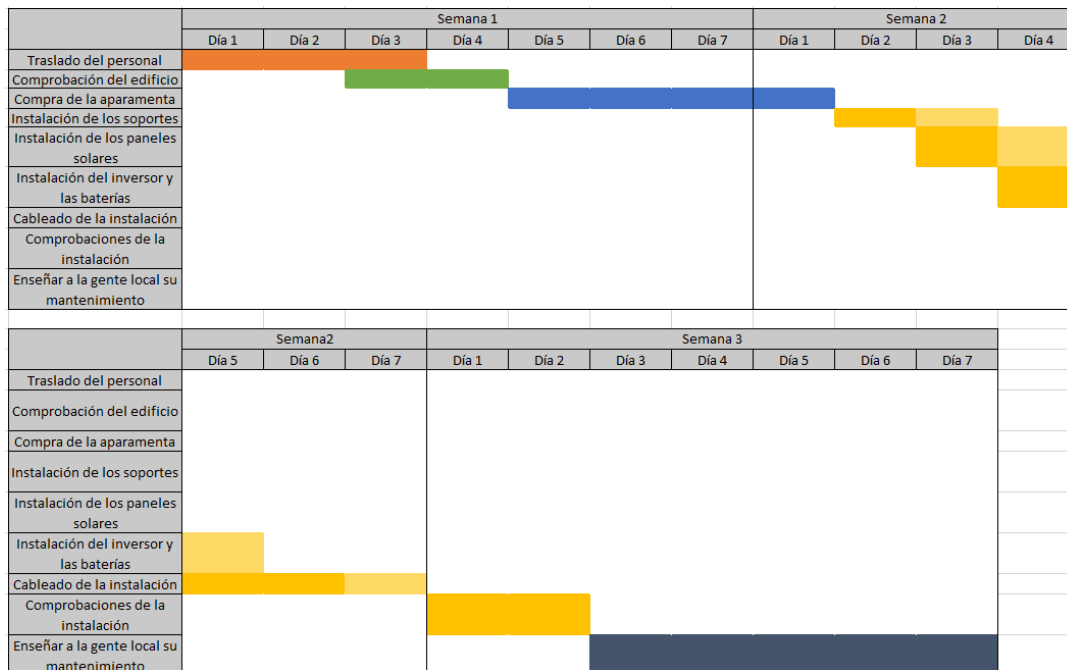 Semana 1 Semana 2
Día 1 Día 2 Día 3 Día 4 Día 5 Día 6 Día 7 Día 1 Día 2 Día 3 Día 4
Traslado del personal
Comprobación del edificio
Compra de la aparamenta
Instalación de los soportes
Instalación de los paneles
solares
Instalación del inversor y
las baterías
Cableado de la instalación
Comprobaciones de la
instalación
Enseñar a la gente local su
mantenimiento
Semana2 Semana 3
Día 5 Día 6 Día 7 Día 1 Día 2 Día 3 Día 4 Día 5 Día 6 Día 7
Traslado del personal
Comprobación del edificio
Compra de la aparamenta
Instalación de los soportes
Instalación de los paneles
solares
Instalación del inversor y
las baterías
Cableado de la instalación
Comprobaciones de la
instalación
Enseñar a la gente local su
mantenimiento